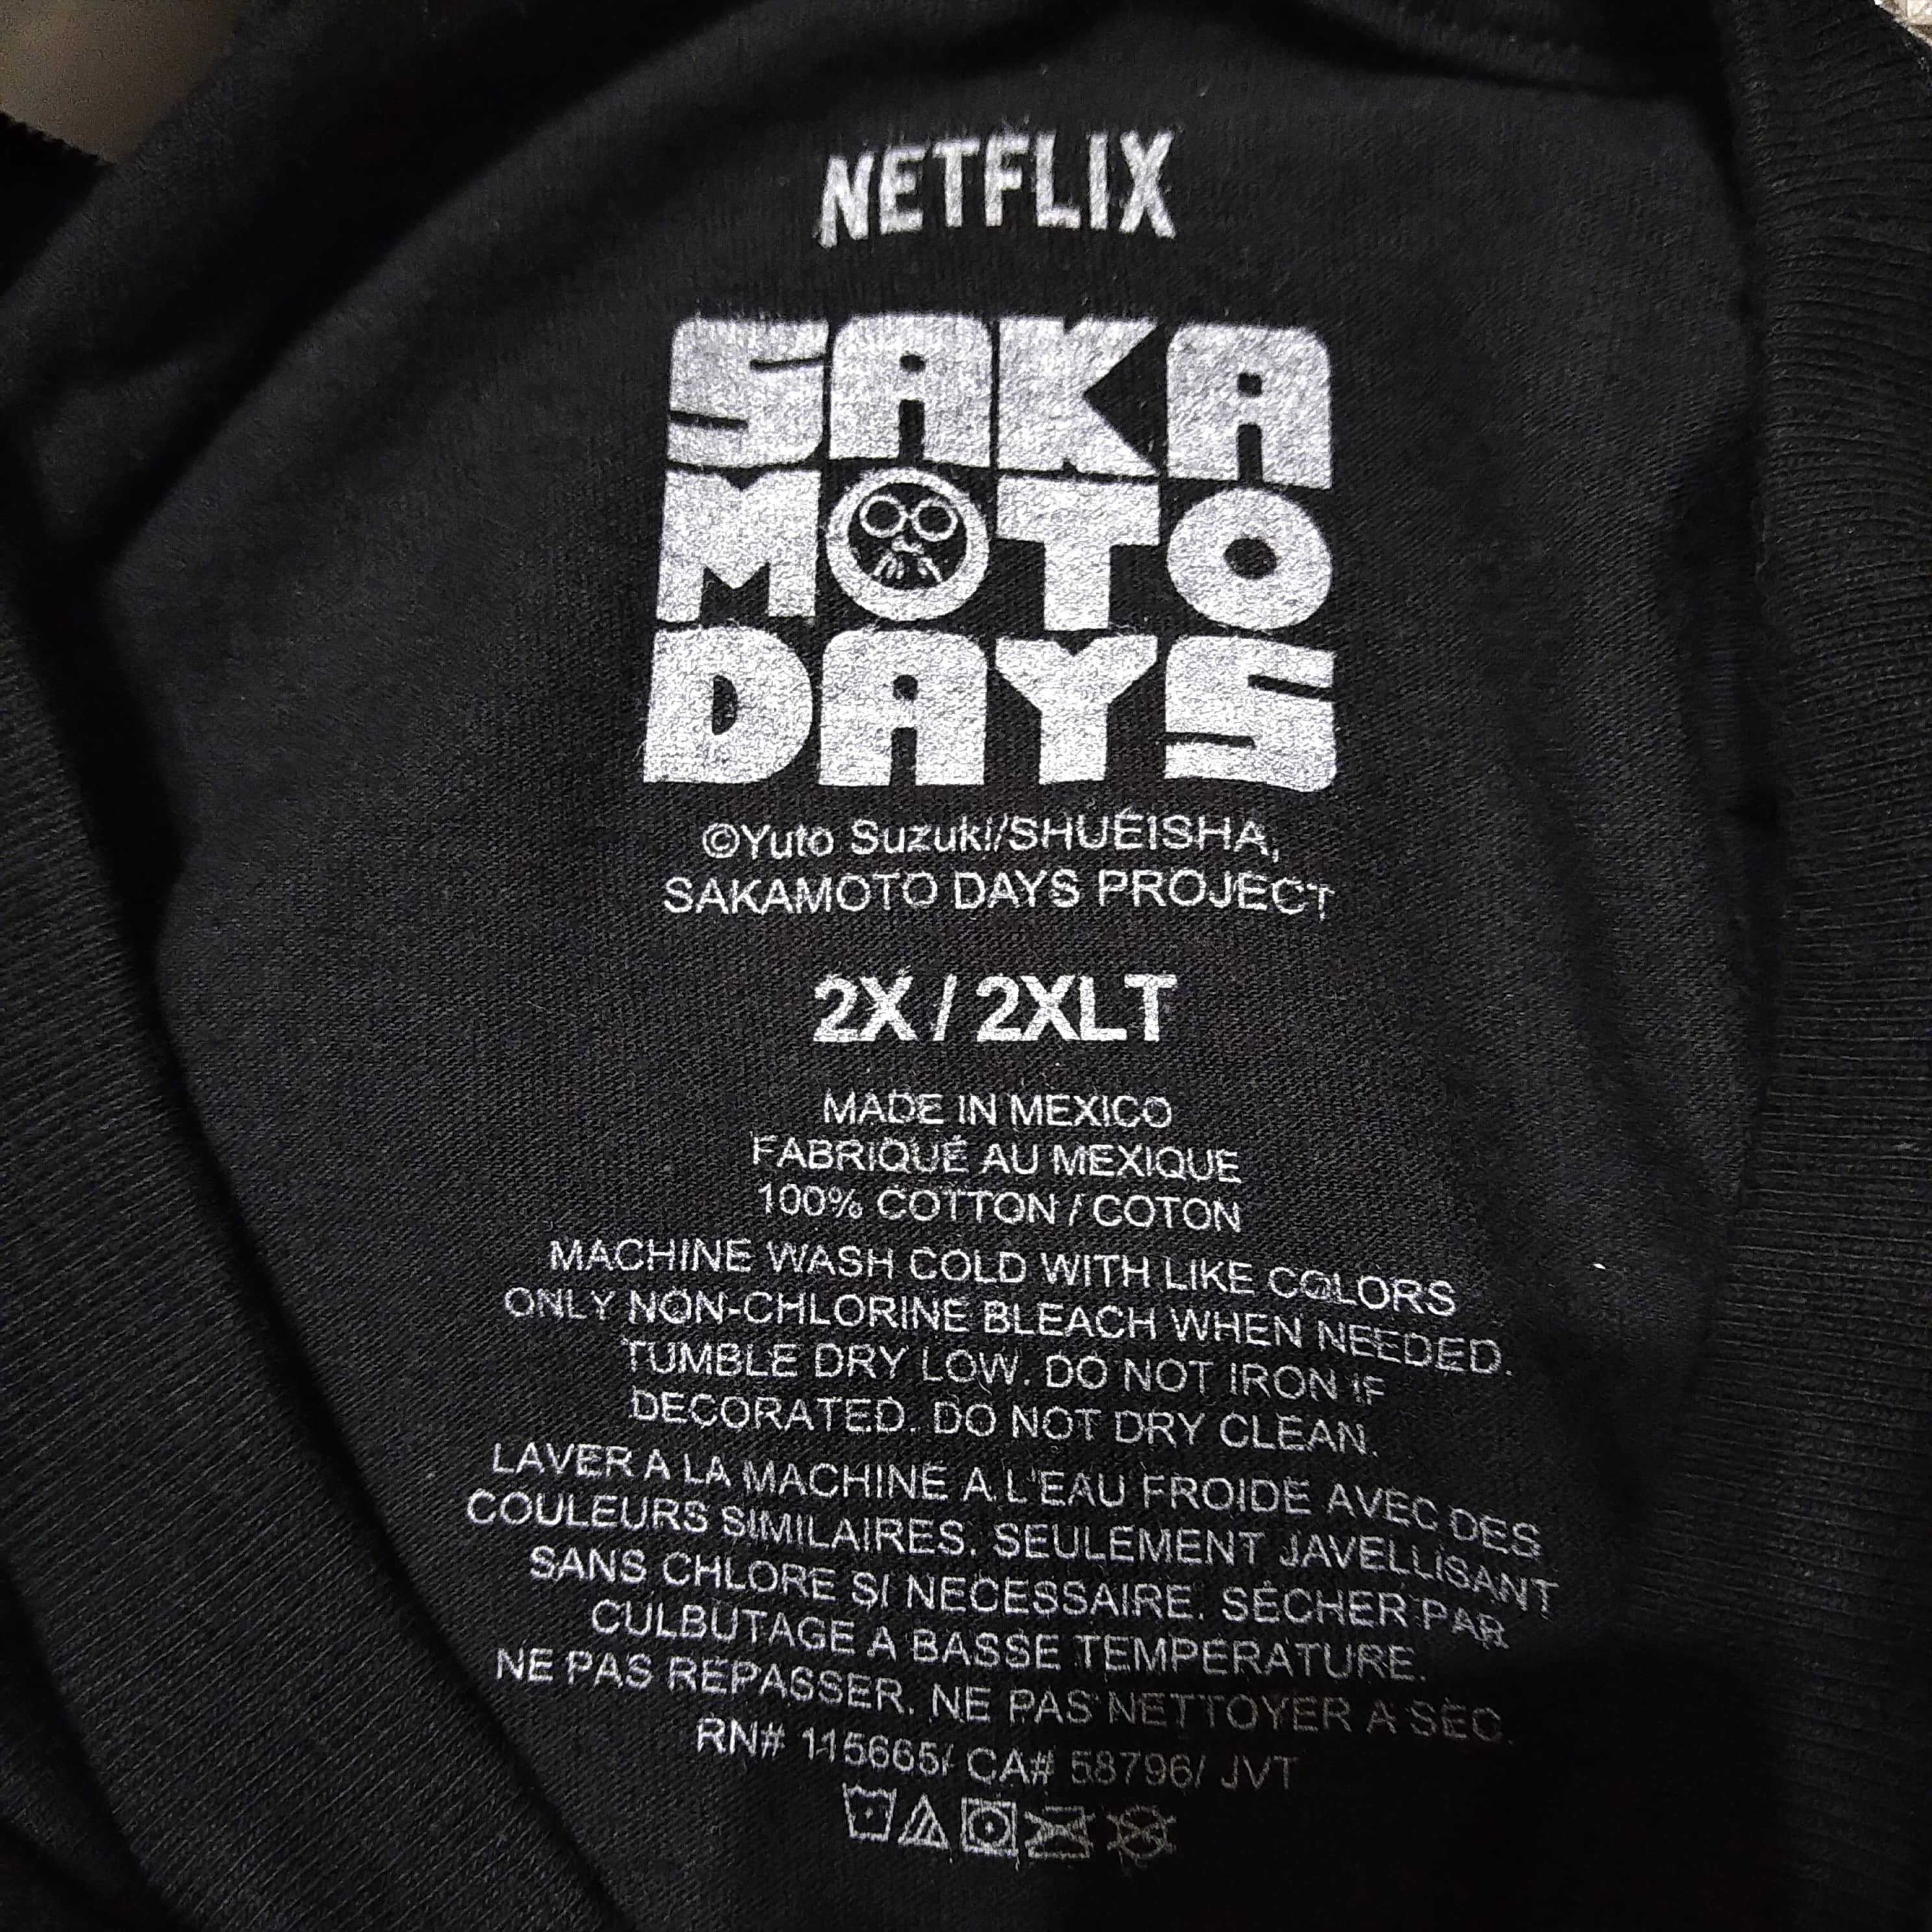 NETFLIX
SAKA
MOTO
DAYS
©Yuto Suzuki/SHUEISHA,
SAKAMOTO DAYS PROJECT
2X / 2XLT
MADE IN MEXICO
FABRIQUÉ AU MEXIQUE
100% COTTON / COTON
MACHINE WASH COLD WITH LIKE COLORS
ONLY NON-CHLORINE BLEACH WHEN NEEDED.
TUMBLE DRY LOW. DO NOT IRON IF
DECORATED. DO NOT DRY CLEAN.
LAVER A LA MACHINE A L'EAU FROIDE AVEC DES
COULEURS SIMILAIRES. SEULEMENT JAVELLISANT
SANS CHLORE SI NECESSAIRE. SÉCHER PAR
CULBUTAGE A BASSE TEMPÉRATURE.
NE PAS REPASSER. NE PAS NETTOYER A SEC.
RN# 115665/ CA# 58796/ JVT